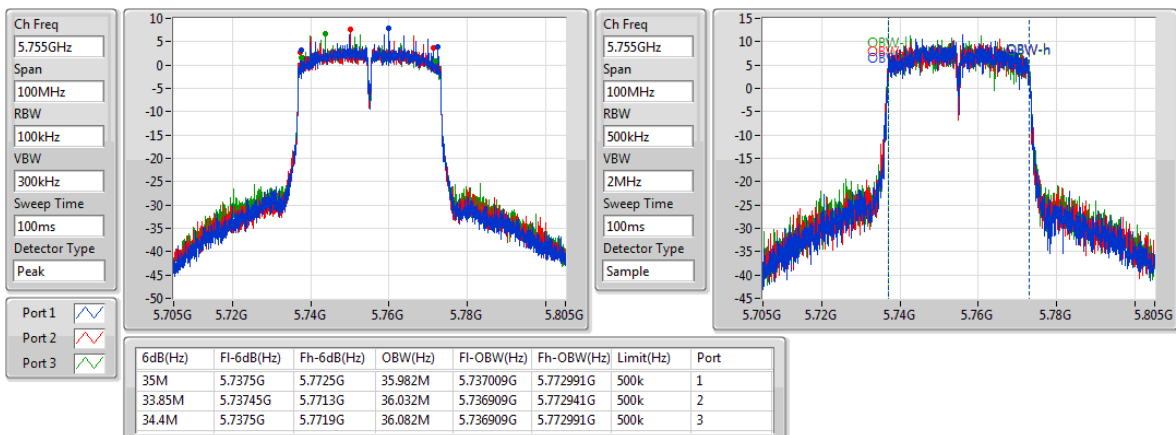 Ch Freq
5.755GHz
Span
100MHz
RBW
100kHz
VBW
300kHz
Sweep Time
100ms
Detector Type
Peak
10
5
0
-5
-10
-15
-20
-25
-30
-35
-40
-45
-50
5.705G 5.72G 5.74G 5.76G 5.78G 5.805G
Ch Freq
5.755GHz
Span
100MHz
RBW
500kHz
VBW
2MHz
Sweep Time
100ms
Detector Type
Sample
15
10
5
0
-5
-10
-15
-20
-25
-30
-35
-40
-45
OBW-h
5.705G 5.72G 5.74G 5.76G 5.78G 5.805G
Port 1
Port 2
Port 3
6dB(Hz) Fl-6dB(Hz) Fh-6dB(Hz) OBW(Hz) Fl-OBW(Hz) Fh-OBW(Hz) Limit(Hz) Port
35M 5.7375G 5.7725G 35.982M 5.737009G 5.772991G 500k 1
33.85M 5.73745G 5.7713G 36.032M 5.736909G 5.772941G 500k 2
34.4M 5.7375G 5.7719G 36.082M 5.736909G 5.772991G 500k 3